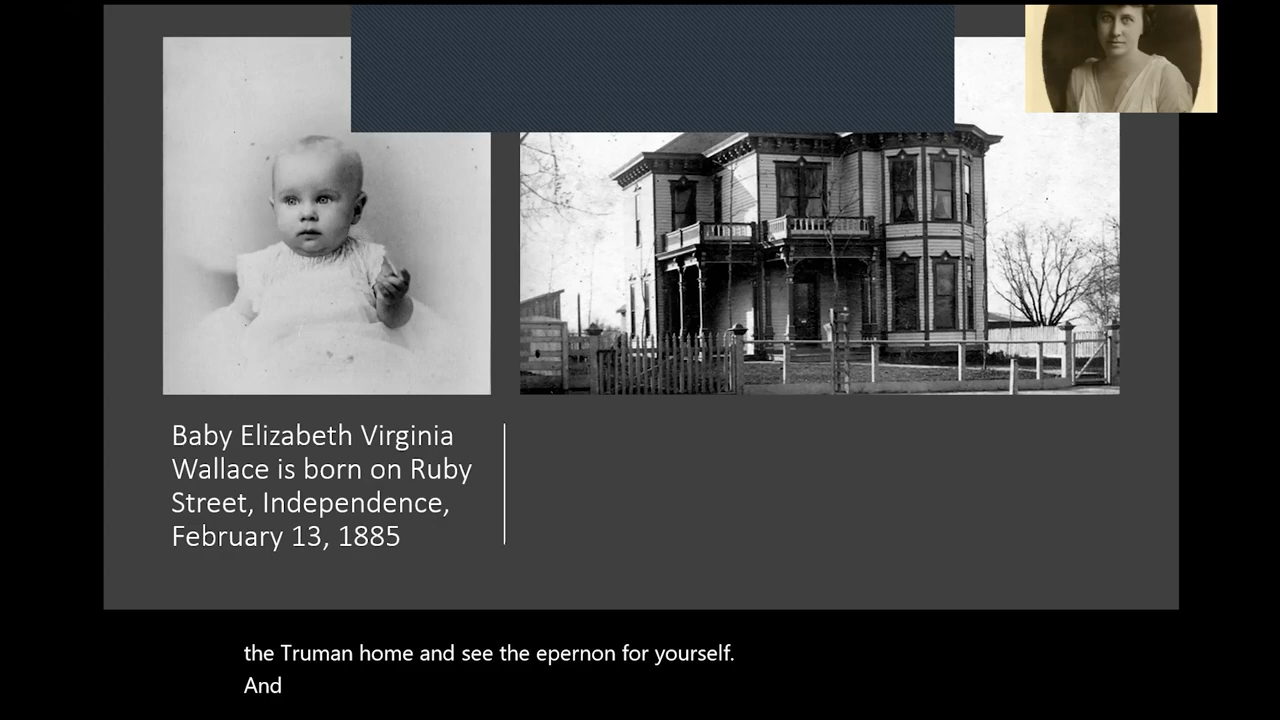 Baby Elizabeth Virginia
Wallace is born on Ruby
Street, Independence,
February 13, 1885
the Truman home and see the epernon for yourself.
And